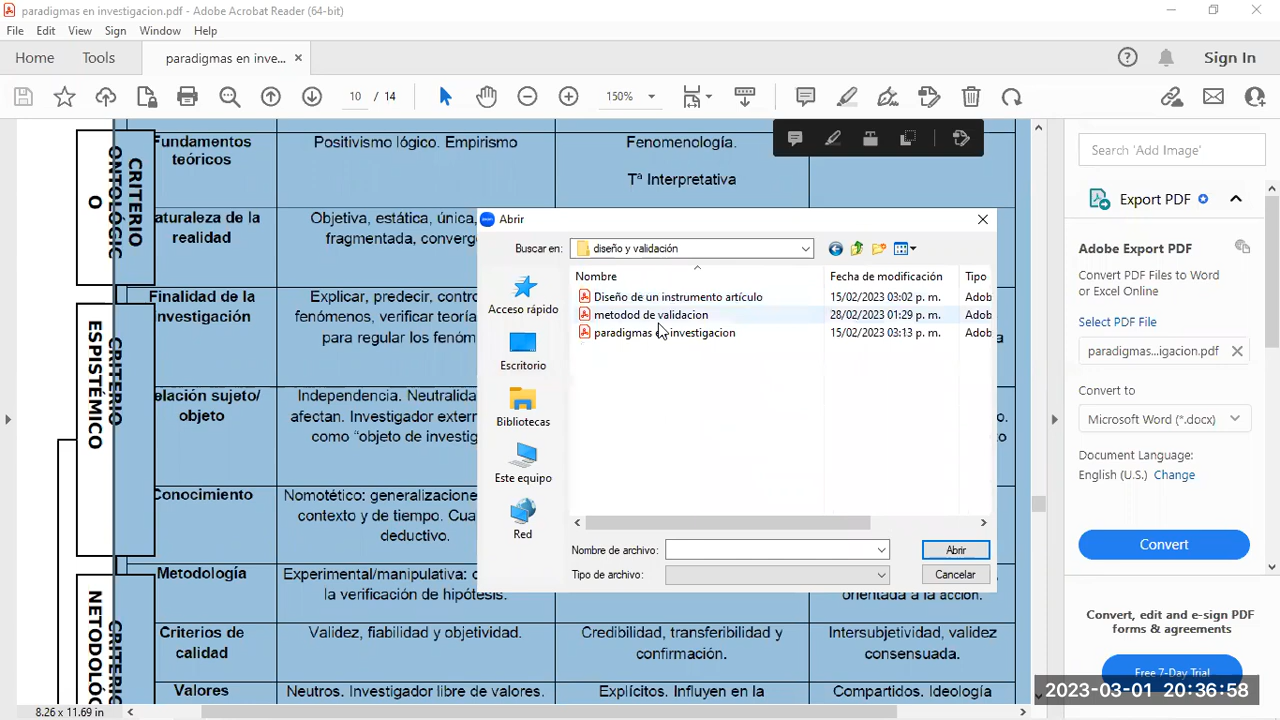 paradigmas en investigacion.pdf - Adobe Acrobat Reader (64-bit)
File Edit View Sign Window Help
Home Tools paradigmas en inve... Sign In
10 / 14 150%
Fundamentos teóricos
Positivismo lógico. Empirismo
Fenomenología.
Tª Interpretativa
CRITERIO ONTOLÓGIC O
aturaleza de la realidad
Objetiva, estática, única,
fragmentada, converg
Finalidad de la
investigación
Explicar, predecir, contro
fenómenos, verificar teoría
para regular los fenóm
CRITERIO
ESPISTÉMICO
elación sujeto/
objeto
Independencia. Neutralida
afectan. Investigador extern
como “objeto de investig
Conocimiento
Nomotético: generalizacione
contexto y de tiempo. Cua
deductivo.
Metodología
Experimental/manipulativa: c
la verificación de hipótesis.
orientada a la acción.
CRITERIO
NETODOLÓG
Criterios de
calidad
Validez, fiabilidad y objetividad.
Credibilidad, transferibilidad y
confirmación.
Intersubjetividad, validez
consensuada.
Valores
Neutros. Investigador libre de valores.
Explícitos. Influyen en la
Compartidos. Ideología
8.26 x 11.69 in
Abrir
Buscar en: diseño y validación
Nombre Fecha de modificación Tipo
Diseño de un instrumento artículo 15/02/2023 03:02 p. m. Adob
metodod de validacion 28/02/2023 01:29 p. m. Adob
paradigmas investigacion 15/02/2023 03:13 p. m. Adob
Acceso rápido
Escritorio
Bibliotecas
Este equipo
Red
Nombre de archivo: Abrir
Tipo de archivo: Cancelar
Search 'Add Image'
Export PDF
Adobe Export PDF
Convert PDF Files to Word
or Excel Online
Select PDF File
paradigmas...igacion.pdf
Convert to
Microsoft Word (*.docx)
Document Language:
English (U.S.) Change
Convert
Convert, edit and e-sign PDF
forms & agreements
Free 7-Day Trial
2023-03-01 20:36:58